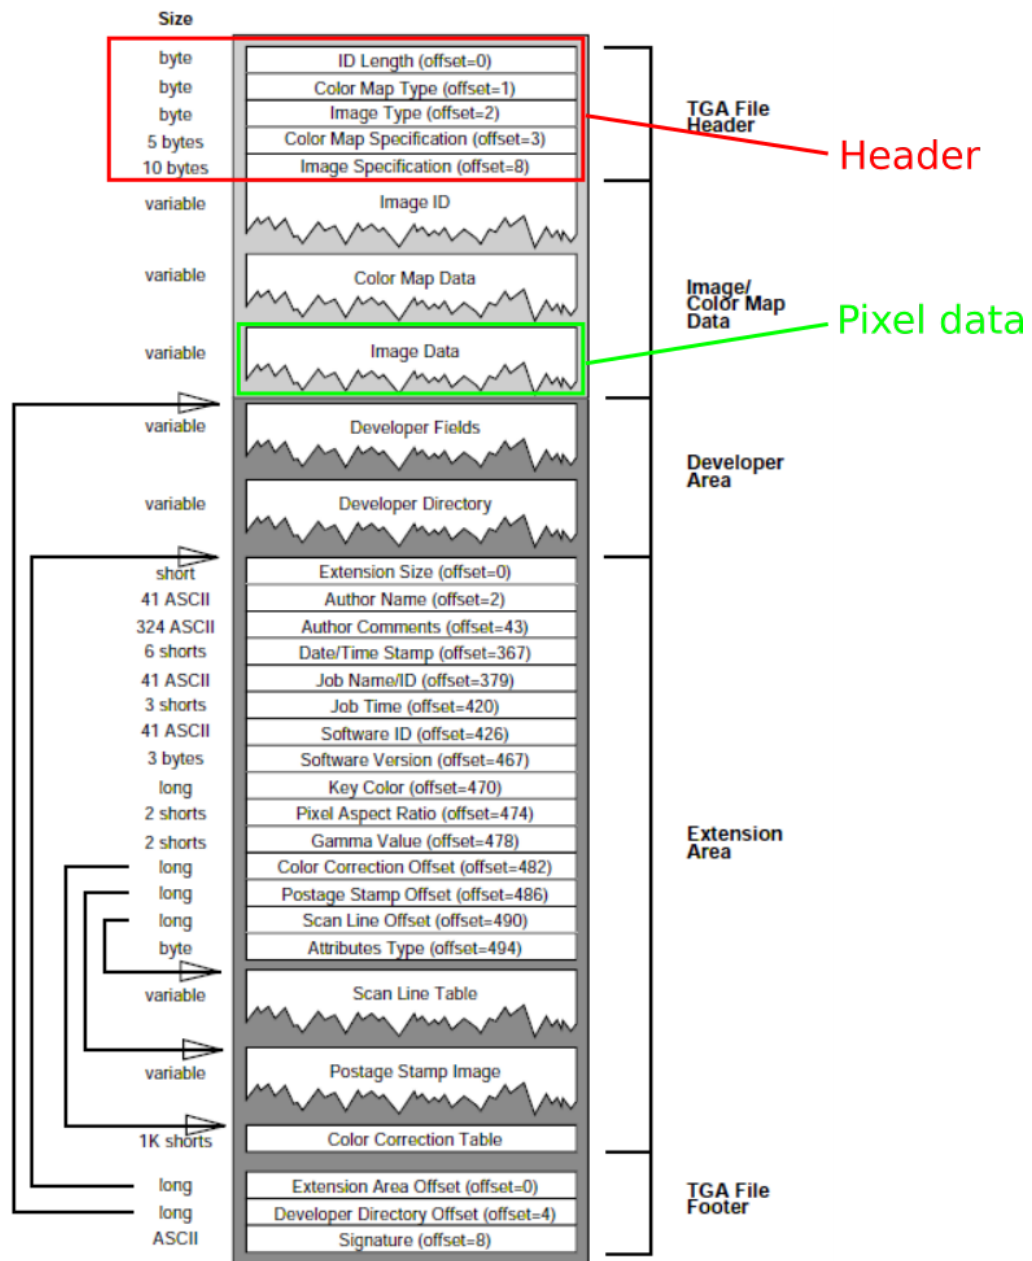 Size
byte ID Length (offset=0)
byte Color Map Type (offset=1)
byte Image Type (offset=2)
TGA File
Header
5 bytes Color Map Specification (offset=3)
10 bytes Image Specification (offset=8)
Header
variable Image ID
variable Color Map Data
Image/
Color Map
Data
Pixel data
variable Image Data
variable Developer Fields
Developer
Area
variable Developer Directory
short Extension Size (offset=0)
41 ASCII Author Name (offset=2)
324 ASCII Author Comments (offset=43)
6 shorts Date/Time Stamp (offset=367)
41 ASCII Job Name/ID (offset=379)
3 shorts Job Time (offset=420)
41 ASCII Software ID (offset=426)
3 bytes Software Version (offset=467)
long Key Color (offset=470)
2 shorts Pixel Aspect Ratio (offset=474)
2 shorts Gamma Value (offset=478)
Extension
Area
long Color Correction Offset (offset=482)
long Postage Stamp Offset (offset=486)
long Scan Line Offset (offset=490)
byte Attributes Type (offset=494)
variable Scan Line Table
variable Postage Stamp Image
1K shorts Color Correction Table
long Extension Area Offset (offset=0)
long Developer Directory Offset (offset=4)
TGA File
Footer
ASCII Signature (offset=8)